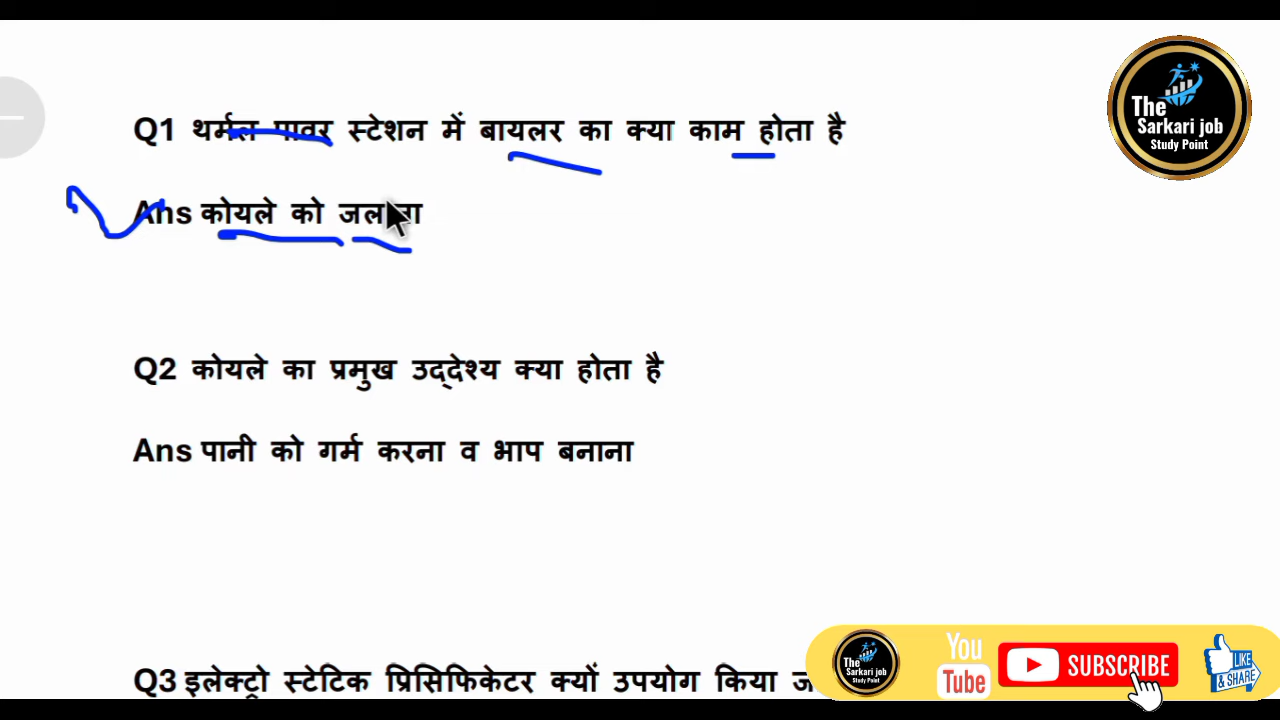 The
Sarkari job
Study Point
Q1 थर्मल पावर स्टेशन में बायलर का क्या काम होता है
Ans कोयले को जलाना
Q2 कोयले का प्रमुख उद्देश्य क्या होता है
Ans पानी को गर्म करना व भाप बनाना
Q3 इलेक्ट्रो स्टेटिक प्रिसिफिकेटर क्यों उपयोग किया
The
Sarkari job
Study Point
You
Tube
SUBSCRIBE
LIKE
& SHARE